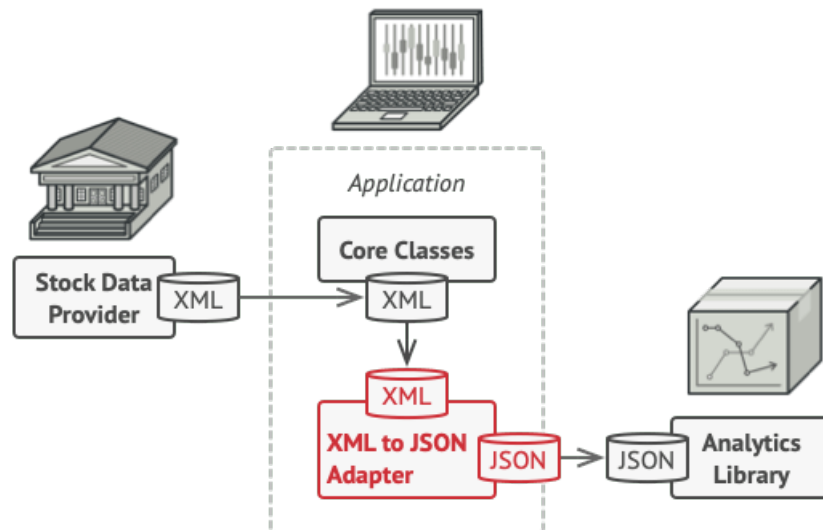 Application
Core Classes
Stock Data
Provider
XML
XML
XML
XML to JSON
Adapter
JSON
JSON
Analytics
Library